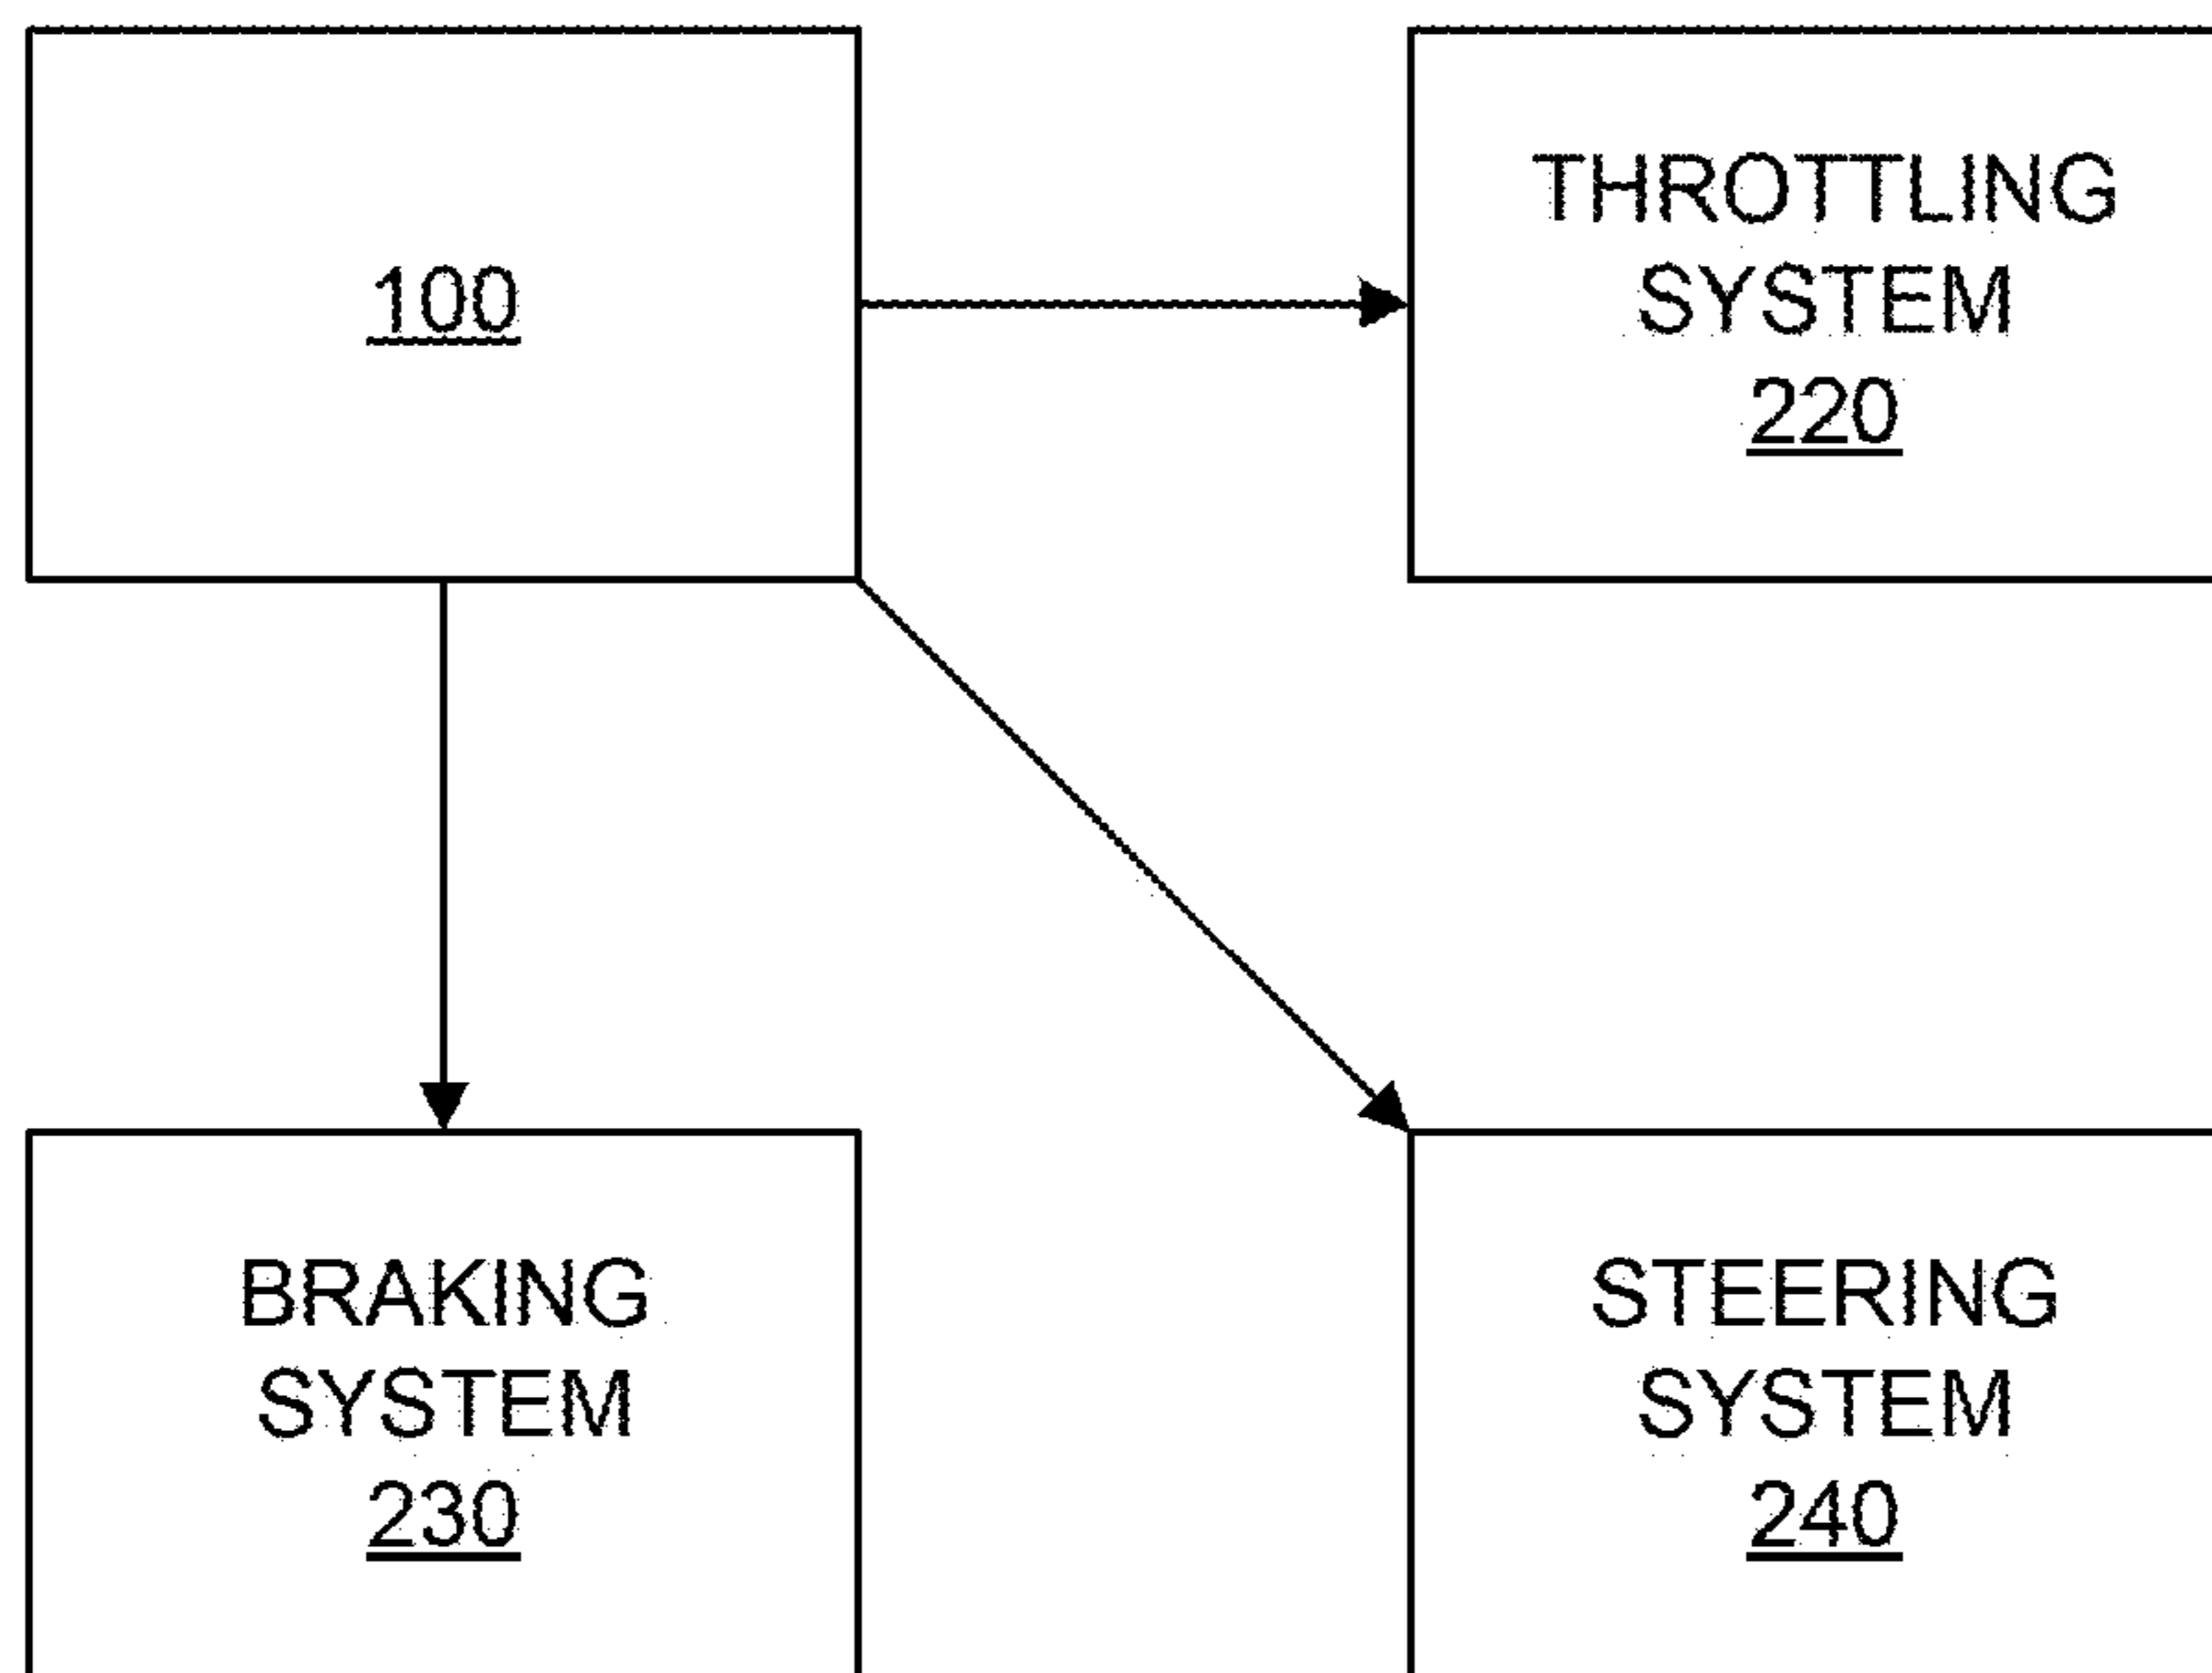 100
THROTTLING
SYSTEM
220
BRAKING
SYSTEM
230
STEERING
SYSTEM
240